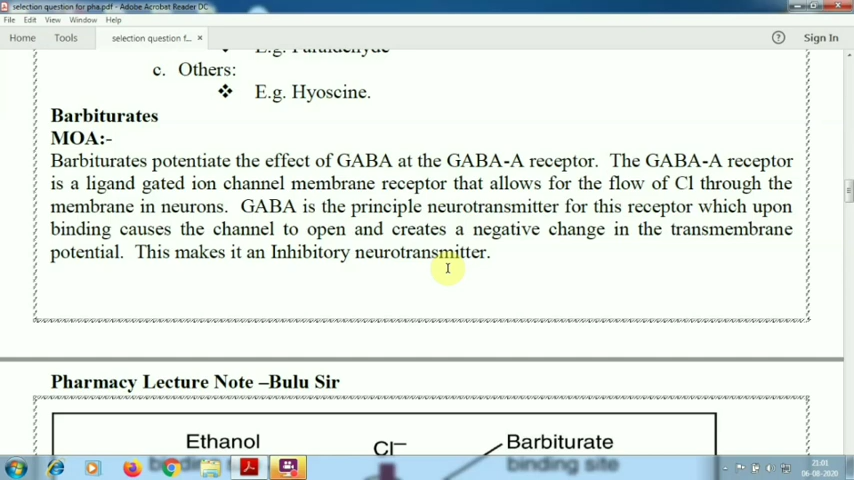 selection question for pha.pdf - Adobe Acrobat Reader DC
File Edit View Window Help
Home Tools selection question f... × ? Sign In
E.g. Paraldehyde
c. Others:
❖ E.g. Hyoscine.
Barbiturates
MOA:-
Barbiturates potentiate the effect of GABA at the GABA-A receptor. The GABA-A receptor
is a ligand gated ion channel membrane receptor that allows for the flow of Cl through the
membrane in neurons. GABA is the principle neurotransmitter for this receptor which upon
binding causes the channel to open and creates a negative change in the transmembrane
potential. This makes it an Inhibitory neurotransmitter.
Pharmacy Lecture Note –Bulu Sir
Ethanol Cl– Barbiturate
binding site
21:01
06-08-2020